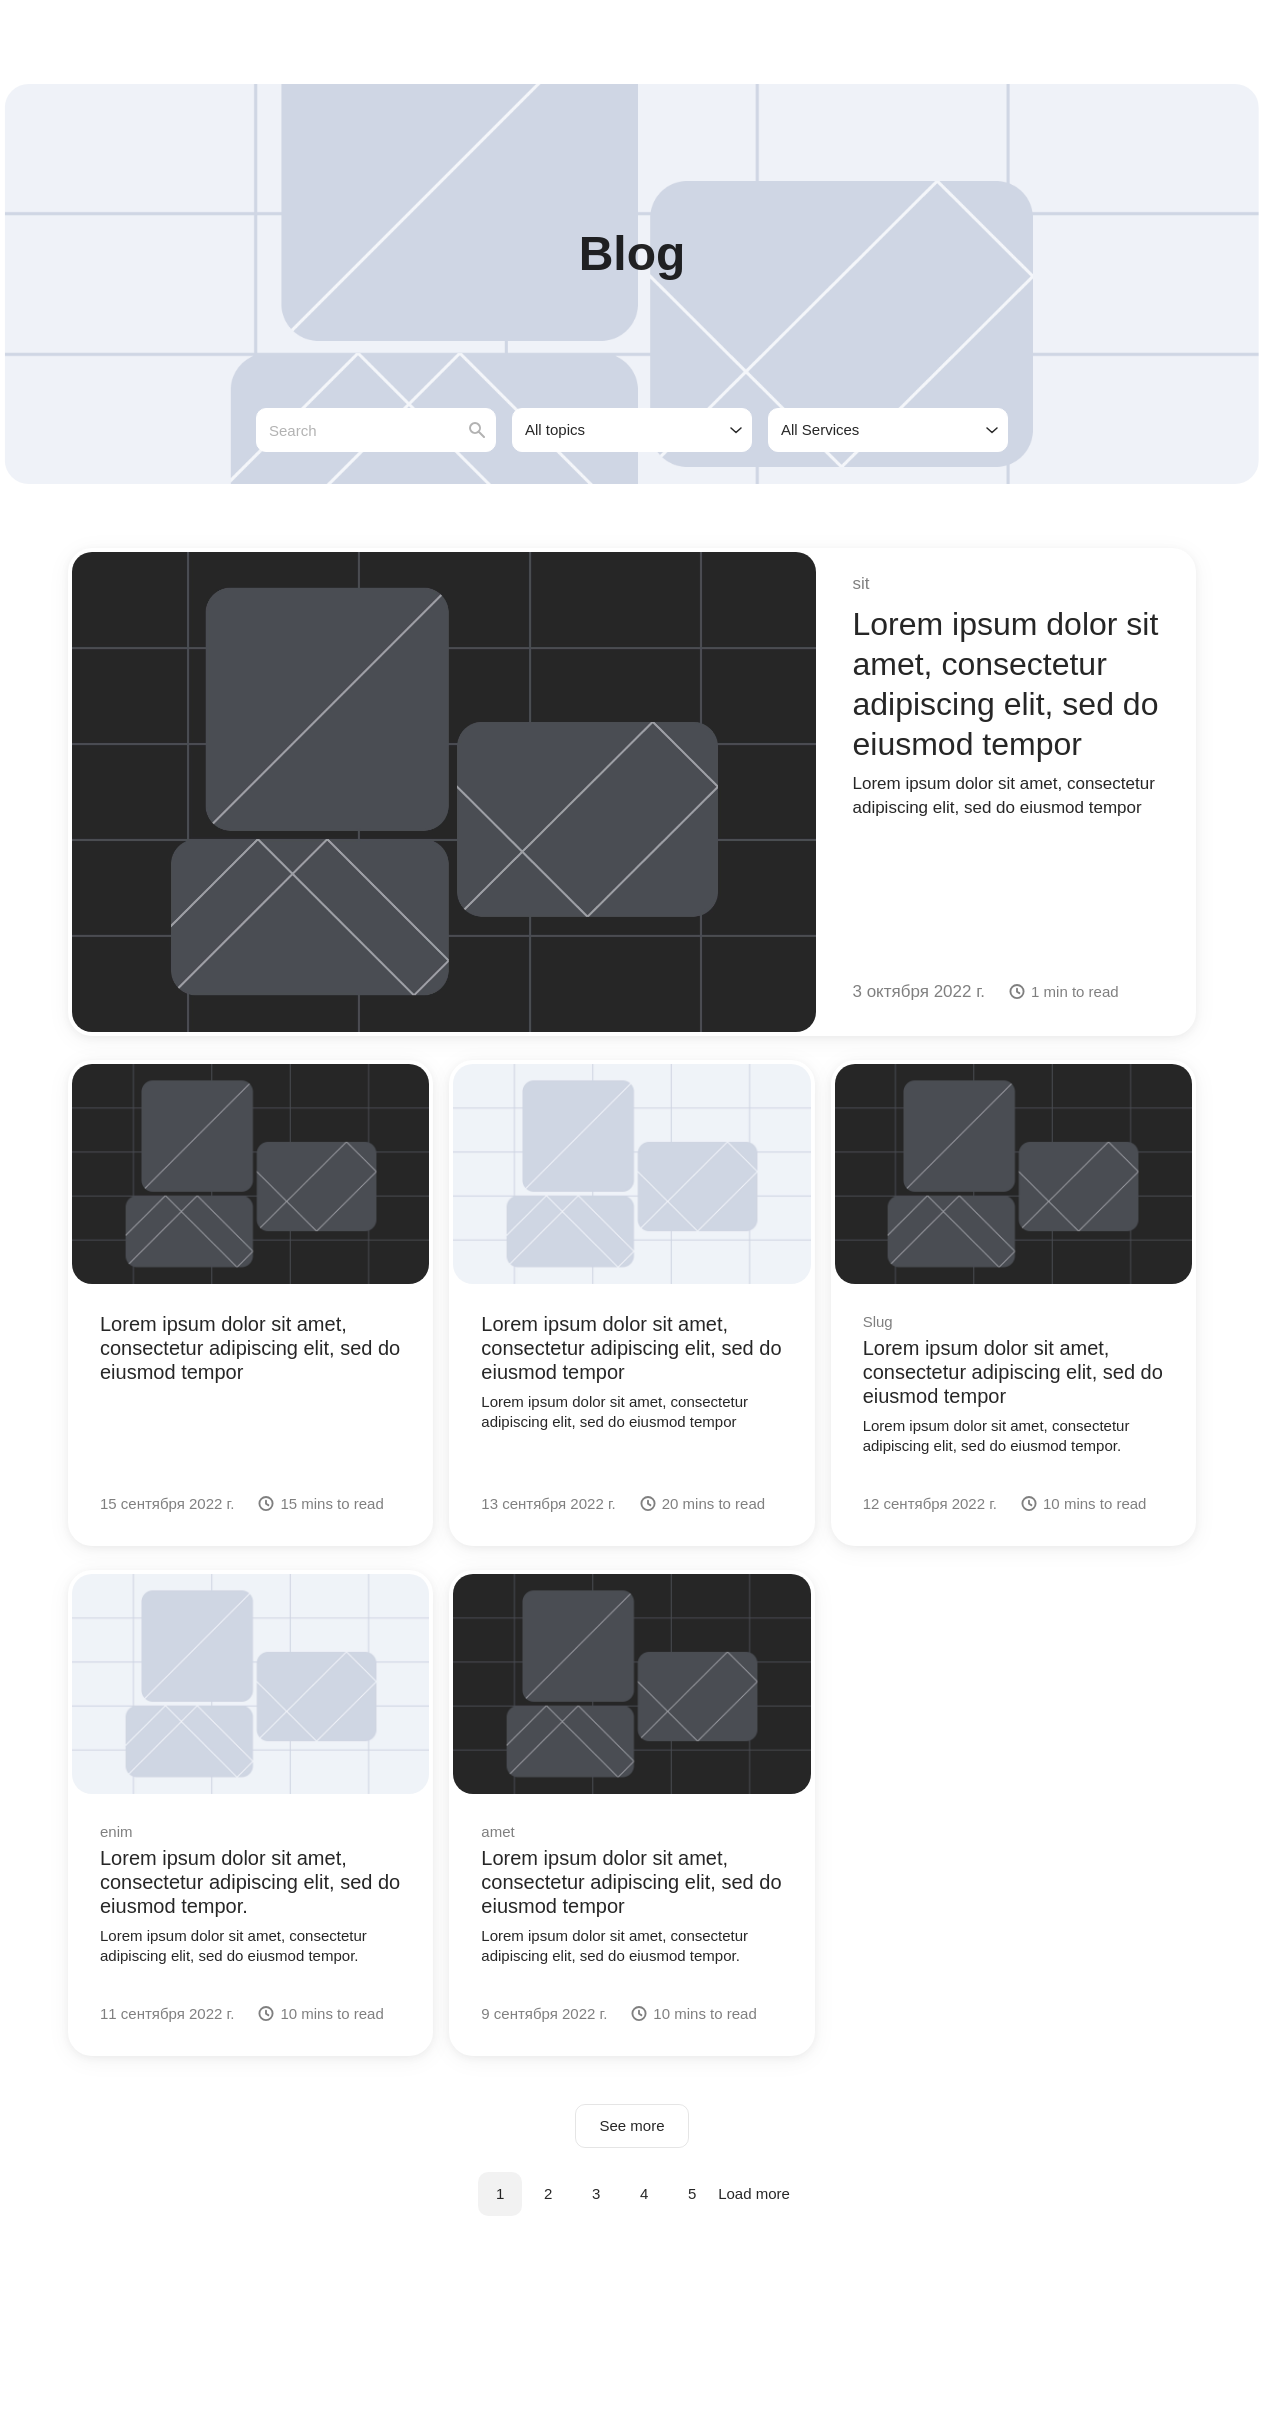 Blog
Search
All topics
All Services
sit
Lorem ipsum dolor sit
amet, consectetur
adipiscing elit, sed do
eiusmod tempor
Lorem ipsum dolor sit amet, consectetur
adipiscing elit, sed do eiusmod tempor
3 октября 2022 г.
1 min to read
Lorem ipsum dolor sit amet,
consectetur adipiscing elit, sed do
eiusmod tempor
15 сентября 2022 г.
15 mins to read
Lorem ipsum dolor sit amet,
consectetur adipiscing elit, sed do
eiusmod tempor
Lorem ipsum dolor sit amet, consectetur
adipiscing elit, sed do eiusmod tempor
13 сентября 2022 г.
20 mins to read
Slug
Lorem ipsum dolor sit amet,
consectetur adipiscing elit, sed do
eiusmod tempor
Lorem ipsum dolor sit amet, consectetur
adipiscing elit, sed do eiusmod tempor.
12 сентября 2022 г.
10 mins to read
enim
Lorem ipsum dolor sit amet,
consectetur adipiscing elit, sed do
eiusmod tempor.
Lorem ipsum dolor sit amet, consectetur
adipiscing elit, sed do eiusmod tempor.
11 сентября 2022 г.
10 mins to read
amet
Lorem ipsum dolor sit amet,
consectetur adipiscing elit, sed do
eiusmod tempor
Lorem ipsum dolor sit amet, consectetur
adipiscing elit, sed do eiusmod tempor.
9 сентября 2022 г.
10 mins to read
See more
1 2 3 4 5 Load more